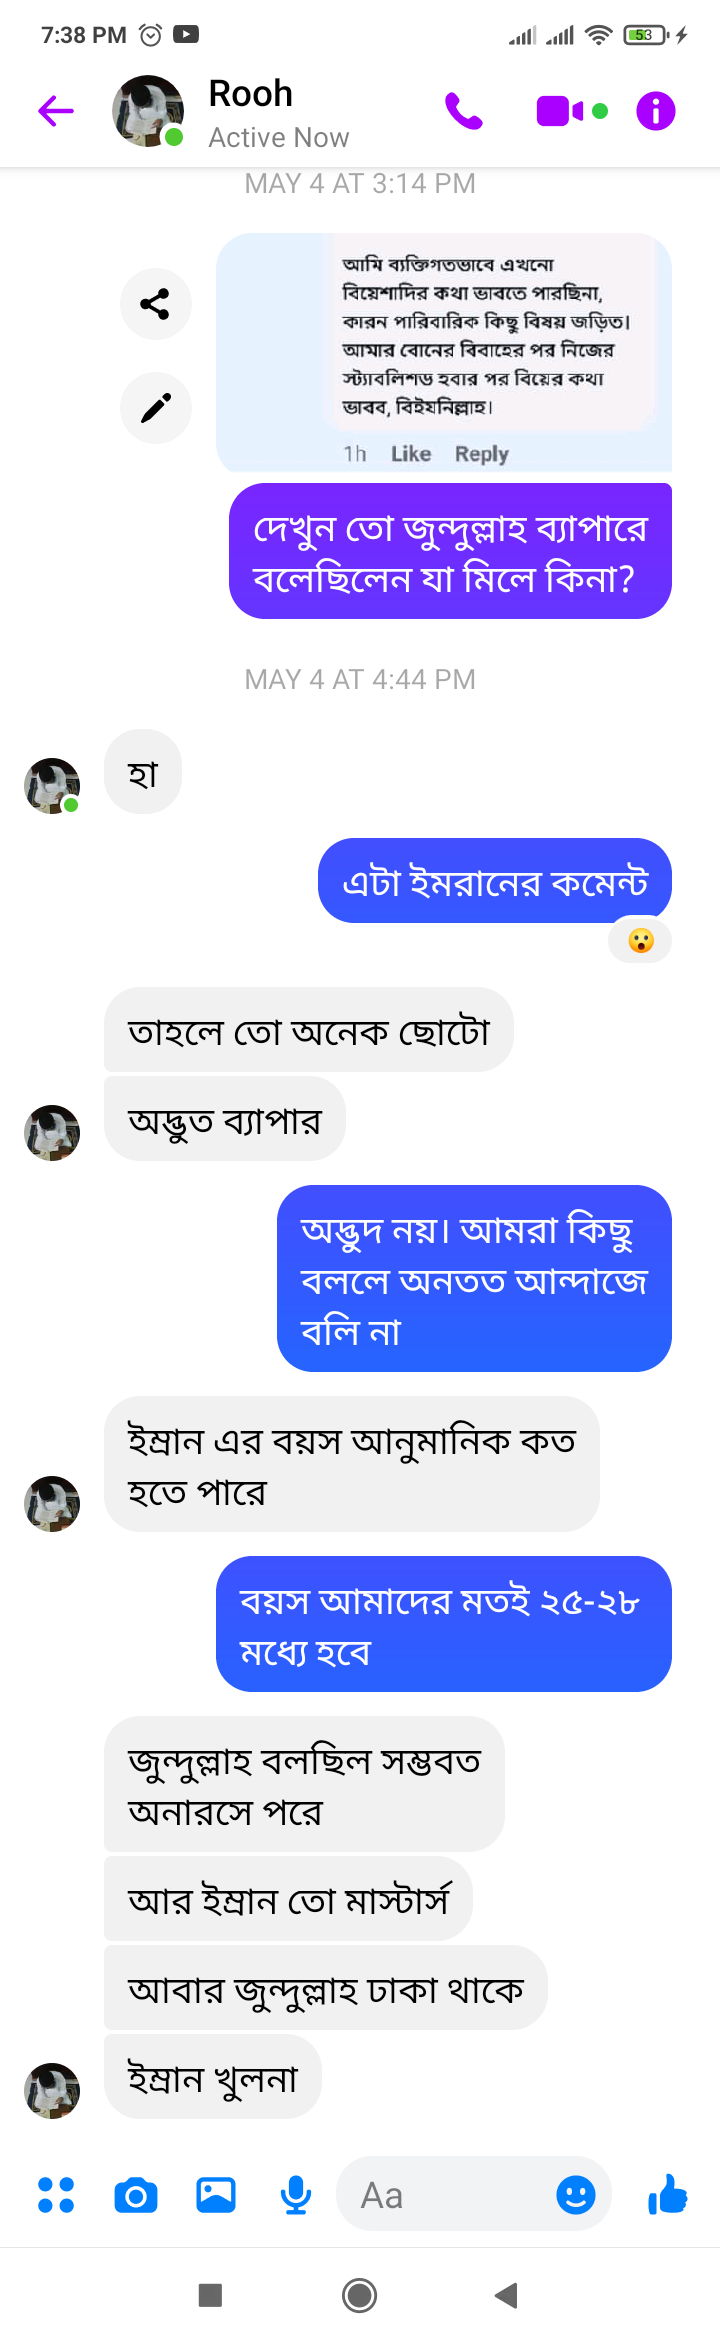 7:38 PM
53
Rooh
Active Now
MAY 4 AT 3:14 PM
আমি ব্যক্তিগতভাবে এখনো
বিয়েশাদির কথা ভাবতে পারছিনা,
কারন পারিবারিক কিছু বিষয় জড়িত।
আমার বোনের বিবাহের পর নিজের
স্ট্যাবলিশড হবার পর বিয়ের কথা
ভাবব, বিইযনিল্লাহ।
1h Like Reply
দেখুন তো জুন্দুল্লাহ ব্যাপারে
বলেছিলেন যা মিলে কিনা?
MAY 4 AT 4:44 PM
হা
এটা ইমরানের কমেন্ট
তাহলে তো অনেক ছোটো
অদ্ভুত ব্যাপার
অদ্ভুদ নয়। আমরা কিছু
বললে অনতত আন্দাজে
বলি না
ইম্রান এর বয়স আনুমানিক কত
হতে পারে
বয়স আমাদের মতই ২৫-২৮
মধ্যে হবে
জুন্দুল্লাহ বলছিল সম্ভবত
অনারসে পরে
আর ইম্রান তো মাস্টার্স
আবার জুন্দুল্লাহ ঢাকা থাকে
ইম্রান খুলনা
Aa